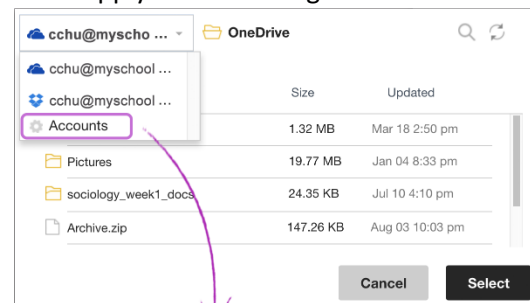 cchu@myscho ... OneDrive
cchu@myschool ...
cchu@myschool ...
Accounts
Size Updated
1.32 MB Mar 18 2:50 pm
Pictures 19.77 MB Jan 04 8:33 pm
sociology_week1_docs 24.35 KB Jul 10 4:10 pm
Archive.zip 147.26 KB Aug 03 10:03 pm
Cancel Select